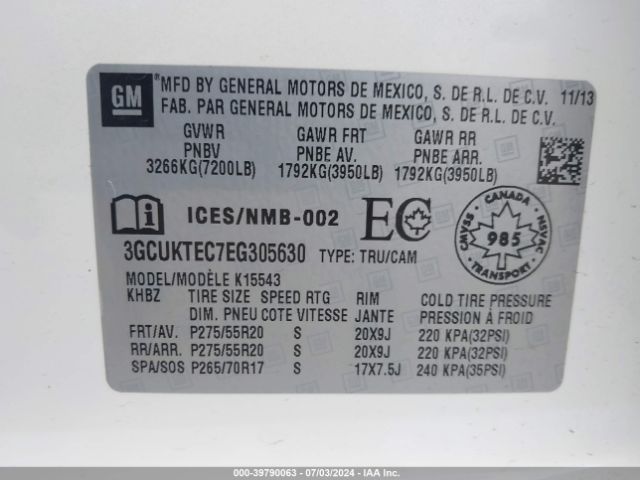 GM
*MFD BY GENERAL MOTORS DE MEXICO, S. DE R.L. DE C.V. 11/13
FAB. PAR GENERAL MOTORS DE MEXICO, S. DE R.L. DE C.V.
GVWR GAWR FRT GAWR RR
PNBV PNBE AV. PNBE ARR.
3266KG(7200LB) 1792KG(3950LB) 1792KG(3950LB)
ICES/NMB-002 EC
CANADA CMVSS NSVAC 985 TRANSPORT
3GCUKTEC7EG305630 TYPE: TRU/CAM
MODEL/MODÈLE K15543
KHBZ TIRE SIZE SPEED RTG RIM COLD TIRE PRESSURE
DIM. PNEU COTE VITESSE JANTE PRESSION À FROID
FRT/AV. P275/55R20 S 20X9J 220 KPA(32PSI)
RR/ARR. P275/55R20 S 20X9J 220 KPA(32PSI)
SPA/SOS P265/70R17 S 17X7.5J 240 KPA(35PSI)
000-39790063 - 07/03/2024 - IAA, Inc.